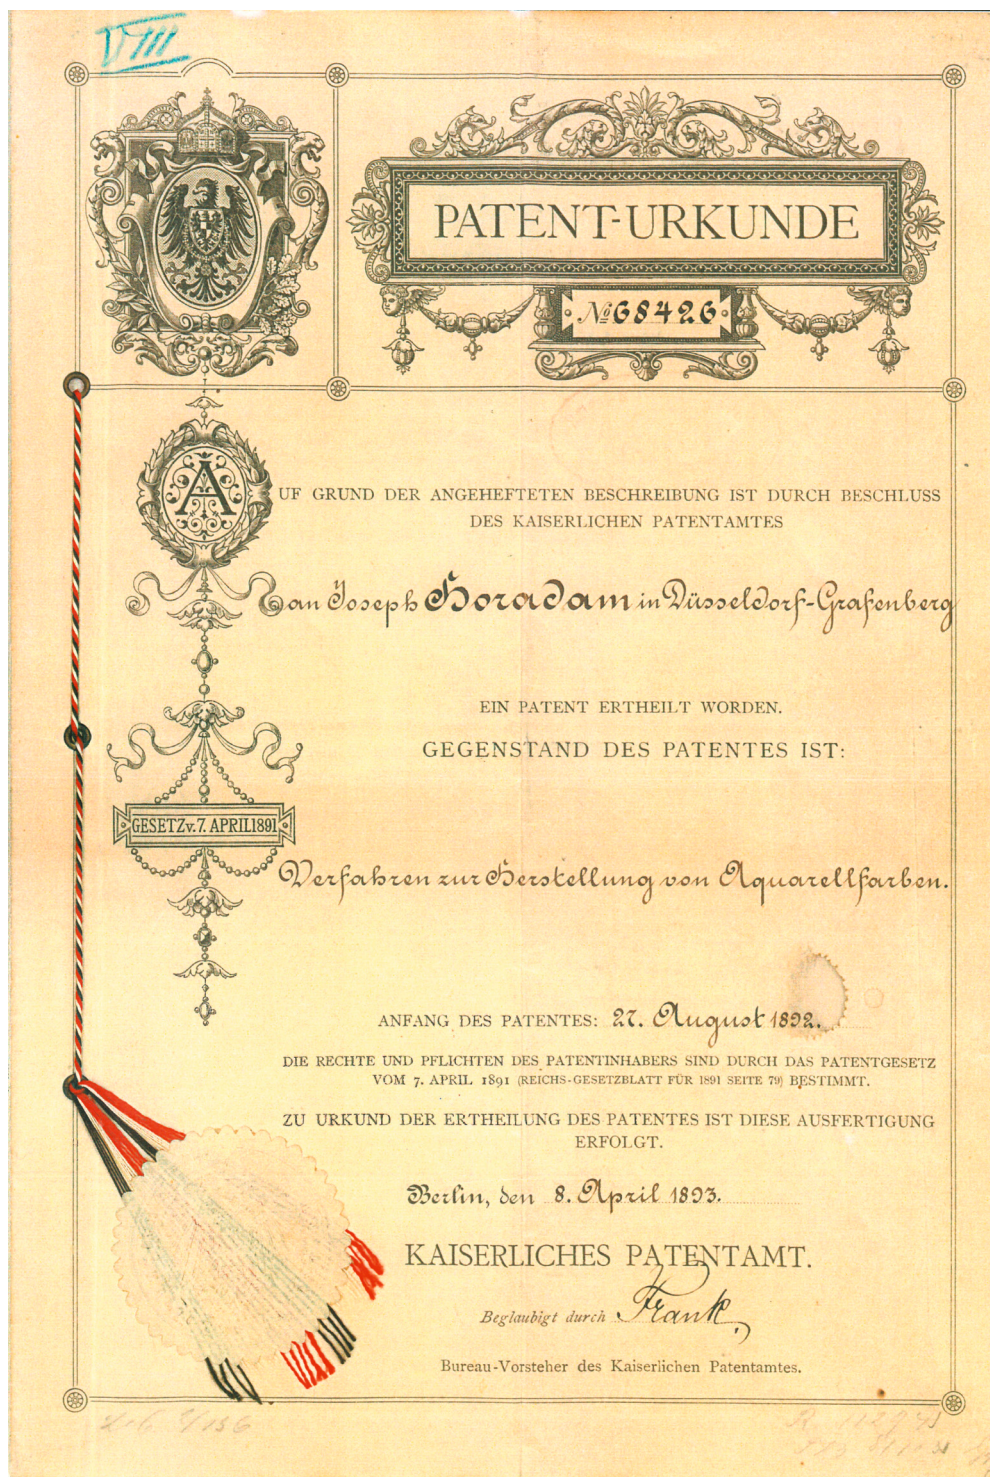 VIII
PATENT-URKUNDE
№ 68426
AUF GRUND DER ANGEHEFTETEN BESCHREIBUNG IST DURCH BESCHLUSS
DES KAISERLICHEN PATENTAMTES
an Joseph Horadam in Düsseldorf-Grafenberg
EIN PATENT ERTHEILT WORDEN.
GEGENSTAND DES PATENTES IST:
GESETZ v. 7. APRIL 1891
Verfahren zur Herstellung von Aquarellfarben.
ANFANG DES PATENTES: 27. August 1892.
DIE RECHTE UND PFLICHTEN DES PATENTINHABERS SIND DURCH DAS PATENTGESETZ
VOM 7. APRIL 1891 (REICHS-GESETZBLATT FÜR 1891 SEITE 79) BESTIMMT.
ZU URKUND DER ERTHEILUNG DES PATENTES IST DIESE AUSFERTIGUNG
ERFOLGT.
Berlin, den 8. April 1893.
KAISERLICHES PATENTAMT.
Beglaubigt durch Frank,
Bureau-Vorsteher des Kaiserlichen Patentamtes.